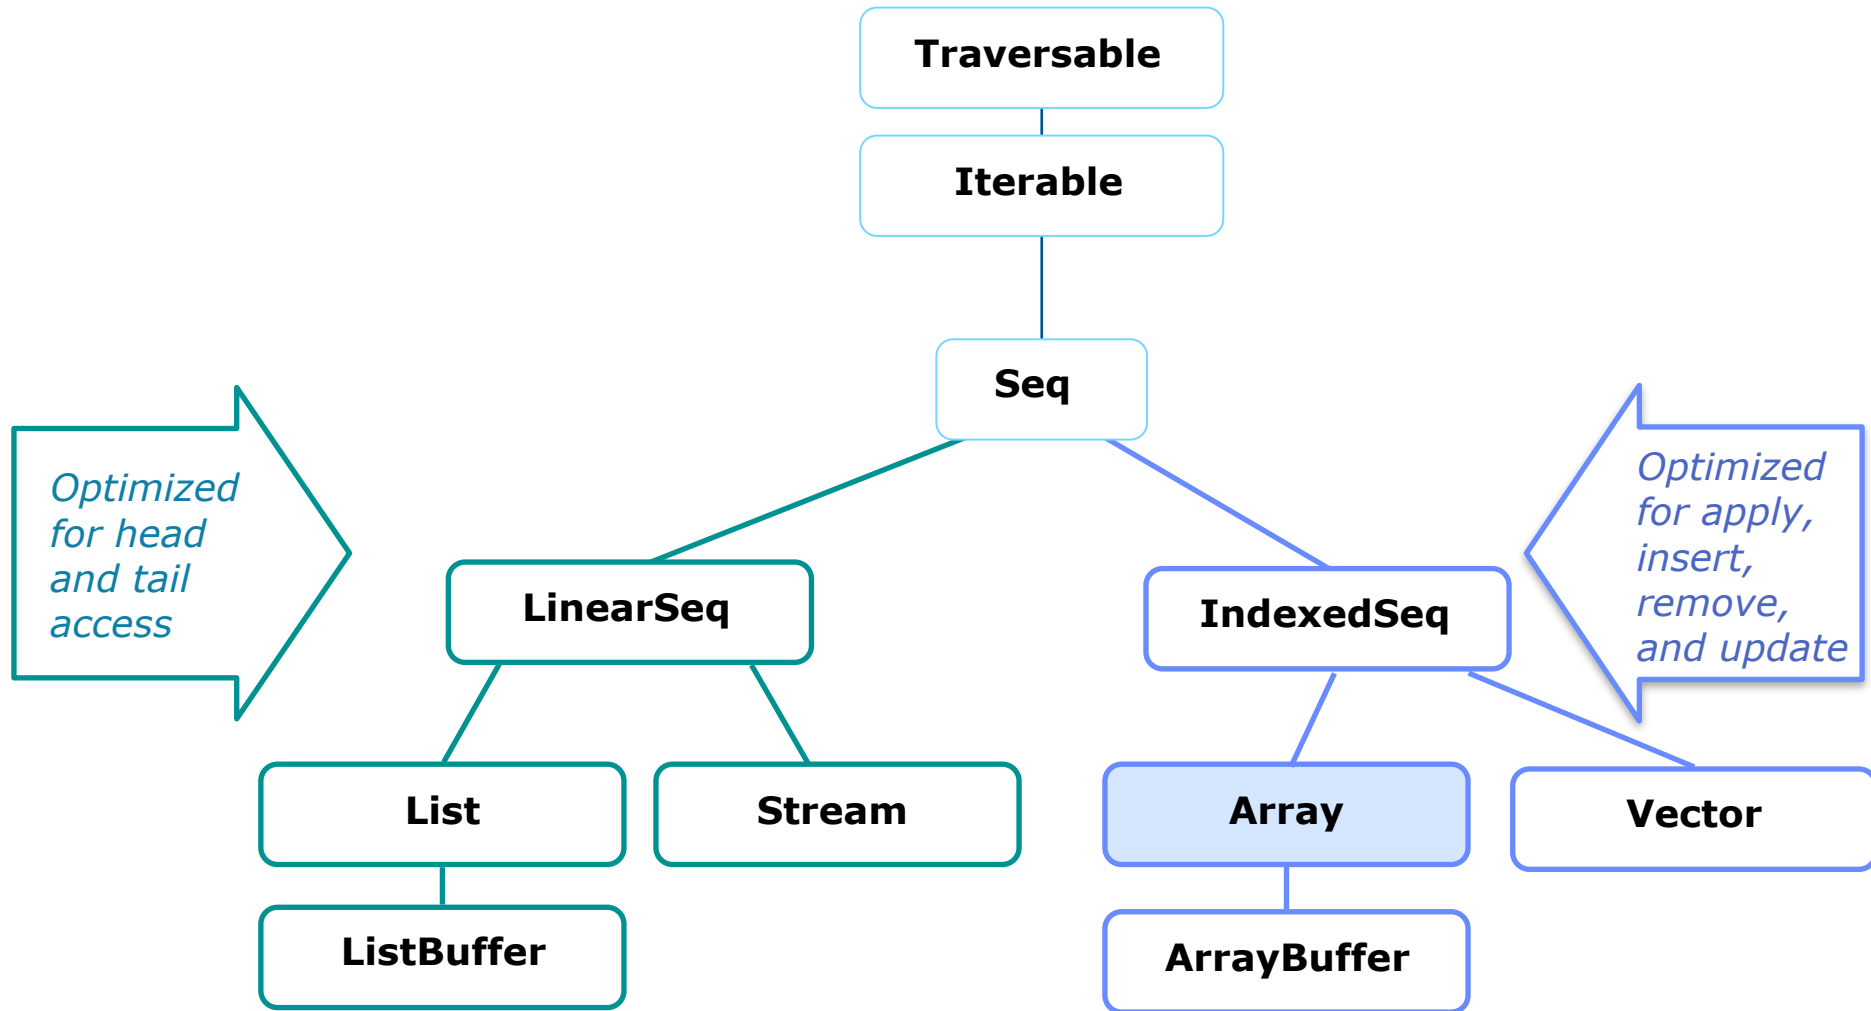 Traversable
Iterable
Seq
Optimized
for head
and tail
access
Optimized
for apply,
insert,
remove,
and update
LinearSeq
IndexedSeq
List
Stream
Array
Vector
ListBuffer
ArrayBuffer